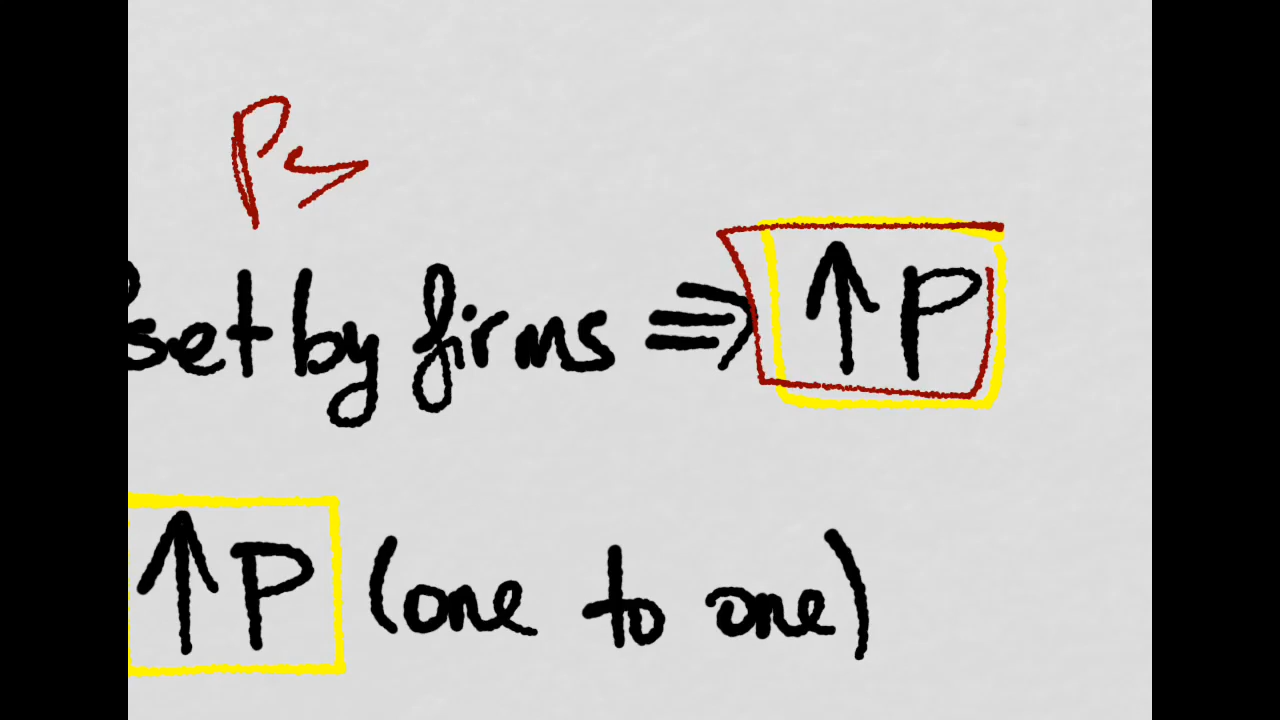 set by firms ⇒ ↑ P
↑ P (one to one)